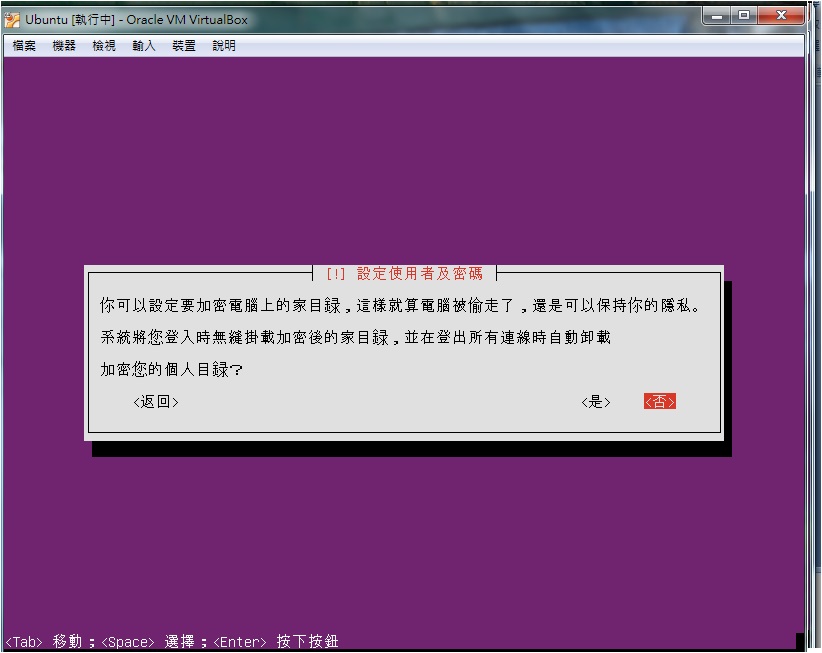 Ubuntu [執行中] - Oracle VM VirtualBox
檔案 機器 檢視 輸入 裝置 說明
[!] 設定使用者及密碼
你可以設定要加密電腦上的家目録，這樣就算電腦被偷走了，還是可以保持你的隱私。
系統將您登入時無縫掛載加密後的家目録，並在登出所有連線時自動卸載
加密您的個人目録？
<返回> <是> <否>
<Tab> 移動；<Space> 選擇；<Enter> 按下按鈕